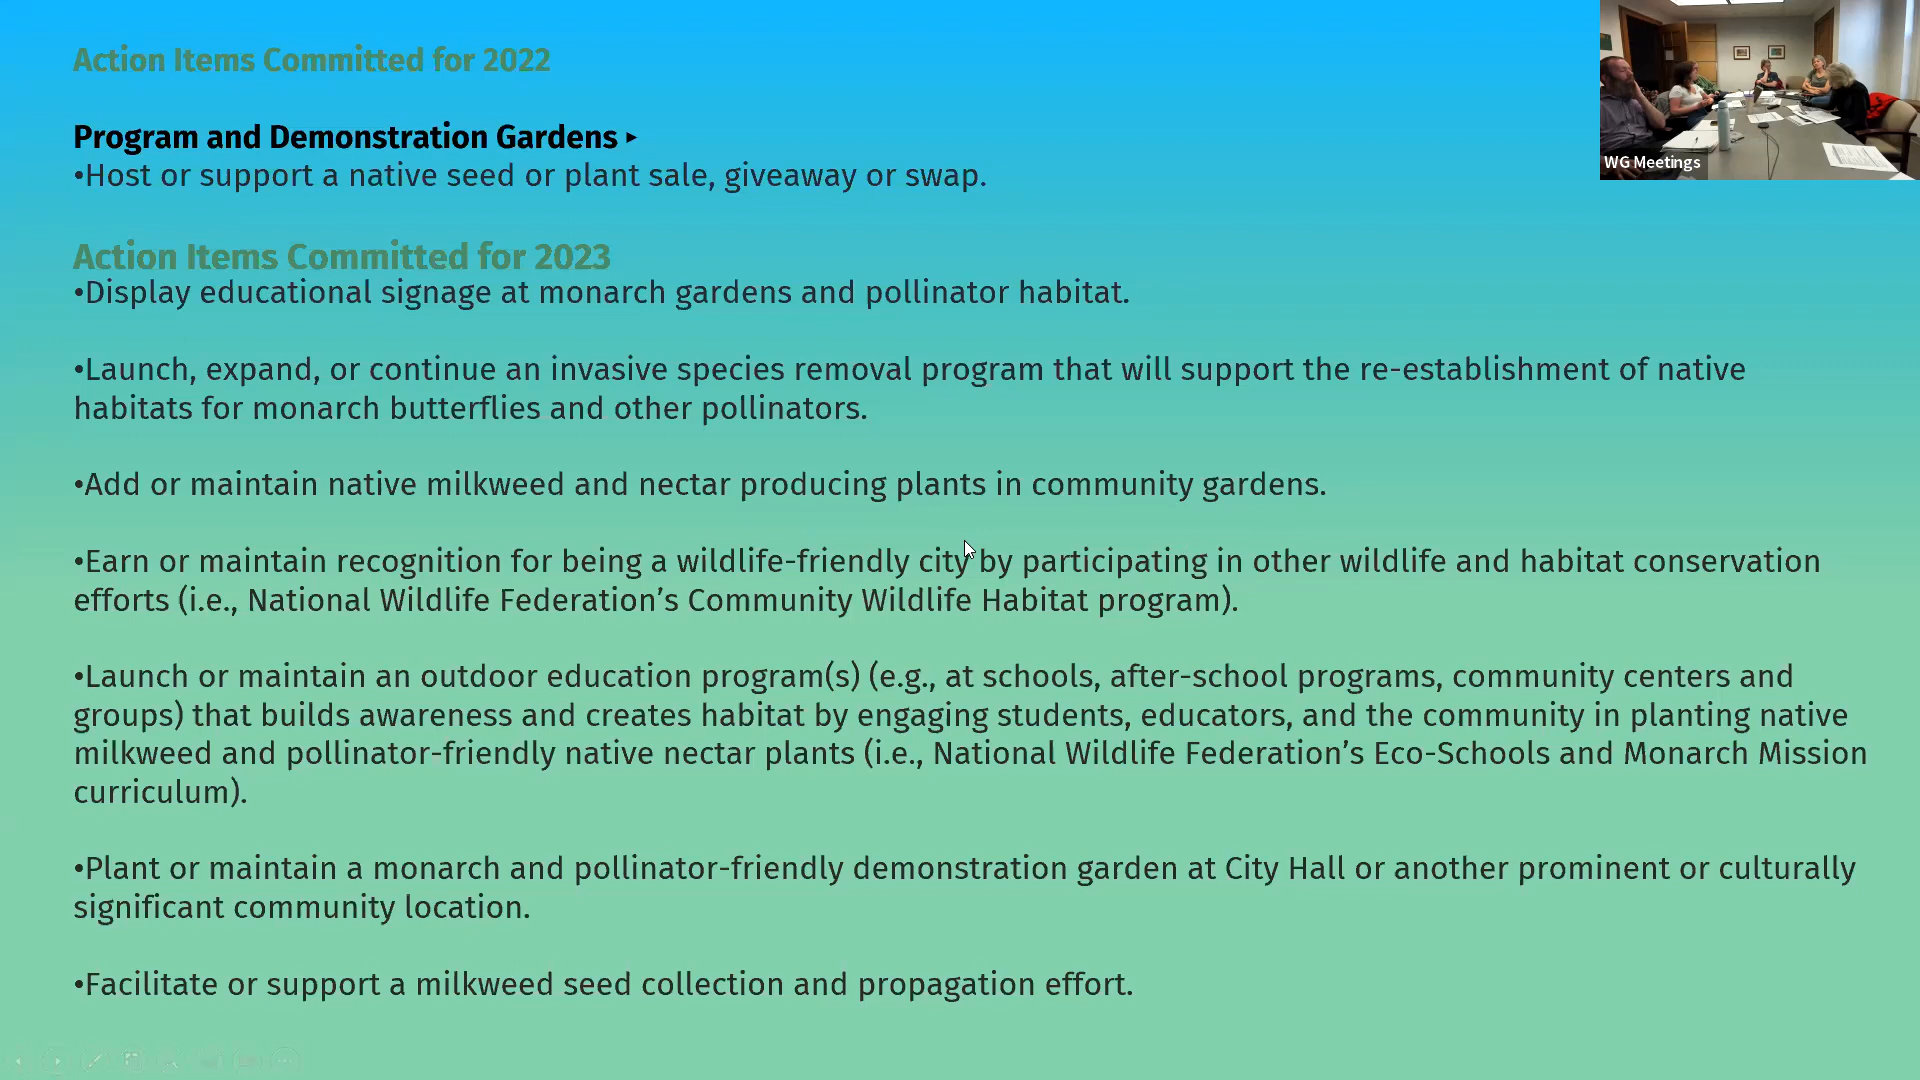 Action Items Committed for 2022
Program and Demonstration Gardens ▸
•Host or support a native seed or plant sale, giveaway or swap.
WG Meetings
Action Items Committed for 2023
•Display educational signage at monarch gardens and pollinator habitat.
•Launch, expand, or continue an invasive species removal program that will support the re-establishment of native
habitats for monarch butterflies and other pollinators.
•Add or maintain native milkweed and nectar producing plants in community gardens.
•Earn or maintain recognition for being a wildlife-friendly city by participating in other wildlife and habitat conservation
efforts (i.e., National Wildlife Federation’s Community Wildlife Habitat program).
•Launch or maintain an outdoor education program(s) (e.g., at schools, after-school programs, community centers and
groups) that builds awareness and creates habitat by engaging students, educators, and the community in planting native
milkweed and pollinator-friendly native nectar plants (i.e., National Wildlife Federation’s Eco-Schools and Monarch Mission
curriculum).
•Plant or maintain a monarch and pollinator-friendly demonstration garden at City Hall or another prominent or culturally
significant community location.
•Facilitate or support a milkweed seed collection and propagation effort.